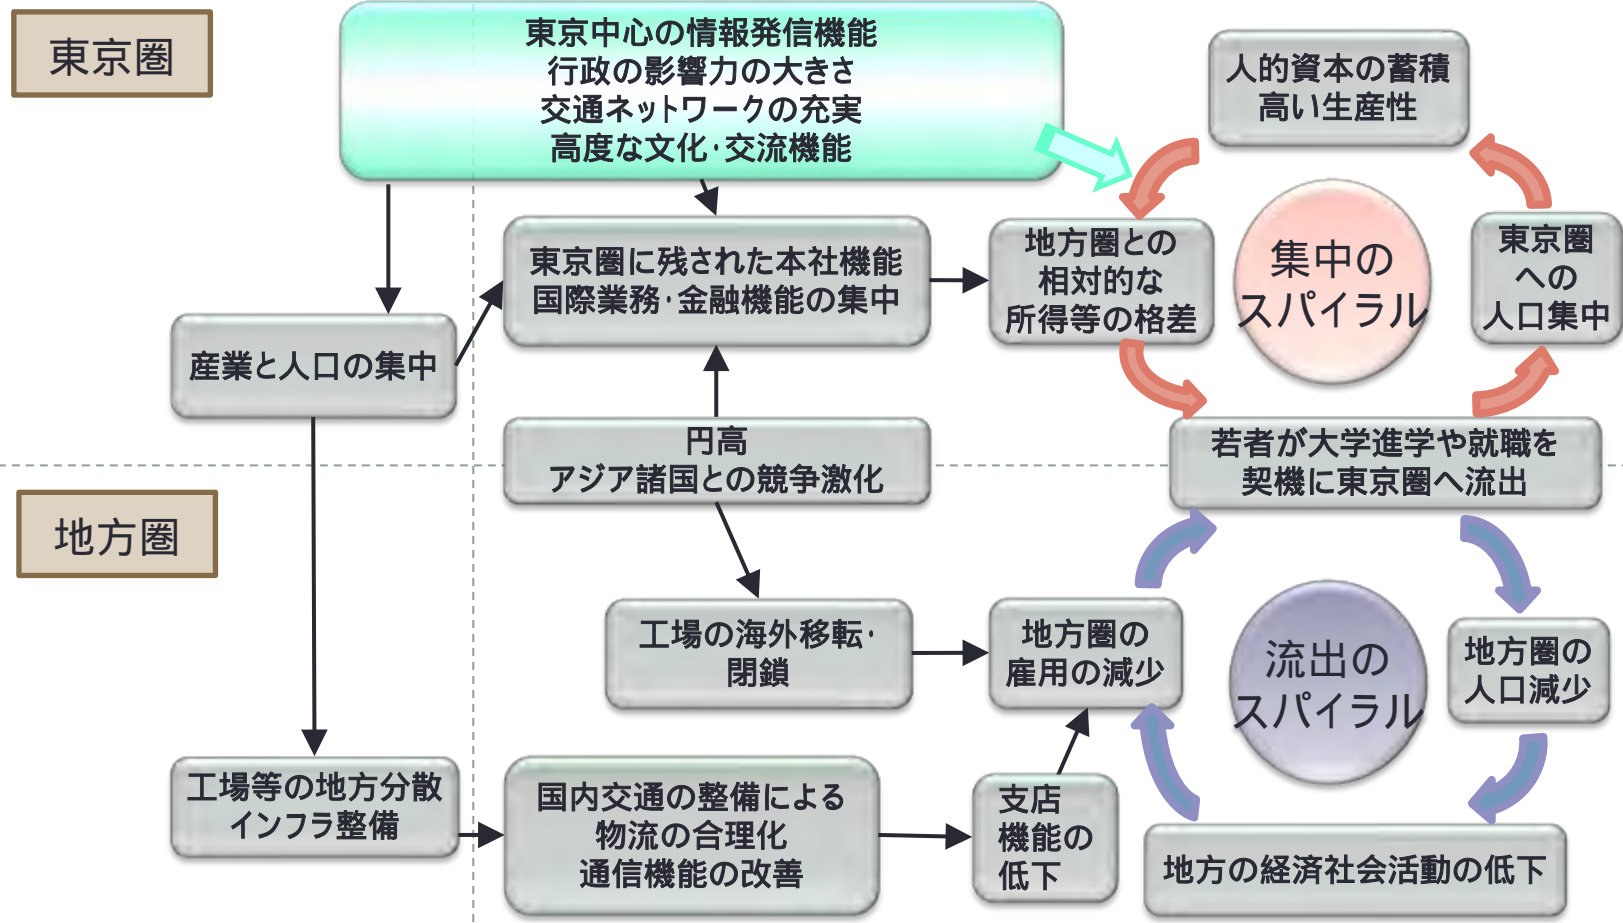 東京圏
東京中心の情報発信機能
行政の影響力の大きさ
交通ネットワークの充実
高度な文化・交流機能
人的資本の蓄積
高い生産性
東京圏に残された本社機能
国際業務・金融機能の集中
地方圏との
相対的な
所得等の格差
集中の
スパイラル
東京圏
への
人口集中
産業と人口の集中
円高
アジア諸国との競争激化
若者が大学進学や就職を
契機に東京圏へ流出
地方圏
工場の海外移転・
閉鎖
地方圏の
雇用の減少
流出の
スパイラル
地方圏の
人口減少
工場等の地方分散
インフラ整備
国内交通の整備による
物流の合理化
通信機能の改善
支店
機能の
低下
地方の経済社会活動の低下